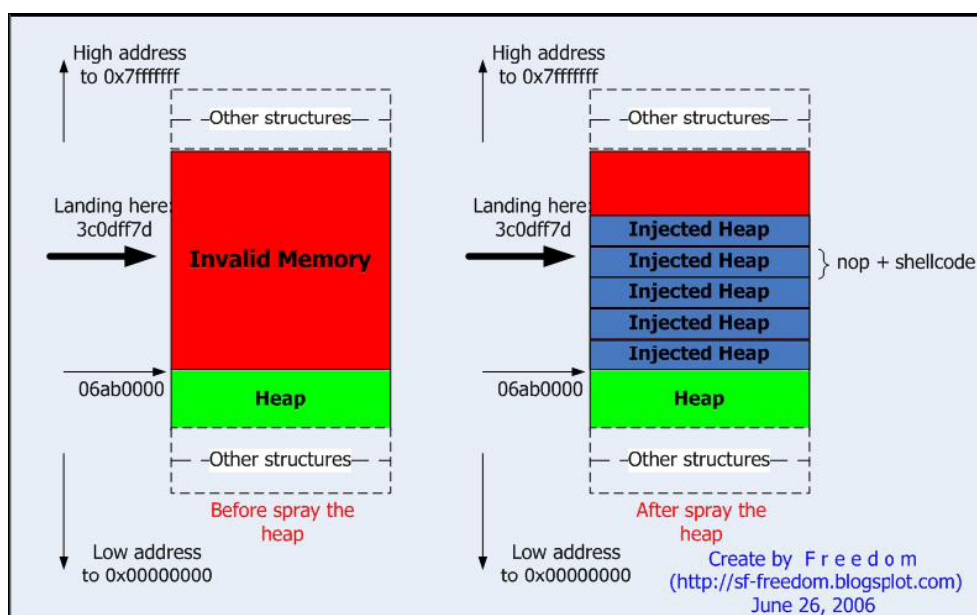 High address
to 0x7fffffff
Other structures
Landing here:
3c0dff7d
Invalid Memory
06ab0000
Heap
Other structures
Before spray the
heap
Low address
to 0x00000000
High address
to 0x7fffffff
Other structures
Landing here:
3c0dff7d
Injected Heap
Injected Heap
nop + shellcode
Injected Heap
Injected Heap
Injected Heap
06ab0000
Heap
Other structures
After spray the
heap
Low address
to 0x00000000
Create by F r e e d o m
(http://sf-freedom.blogsplot.com)
June 26, 2006